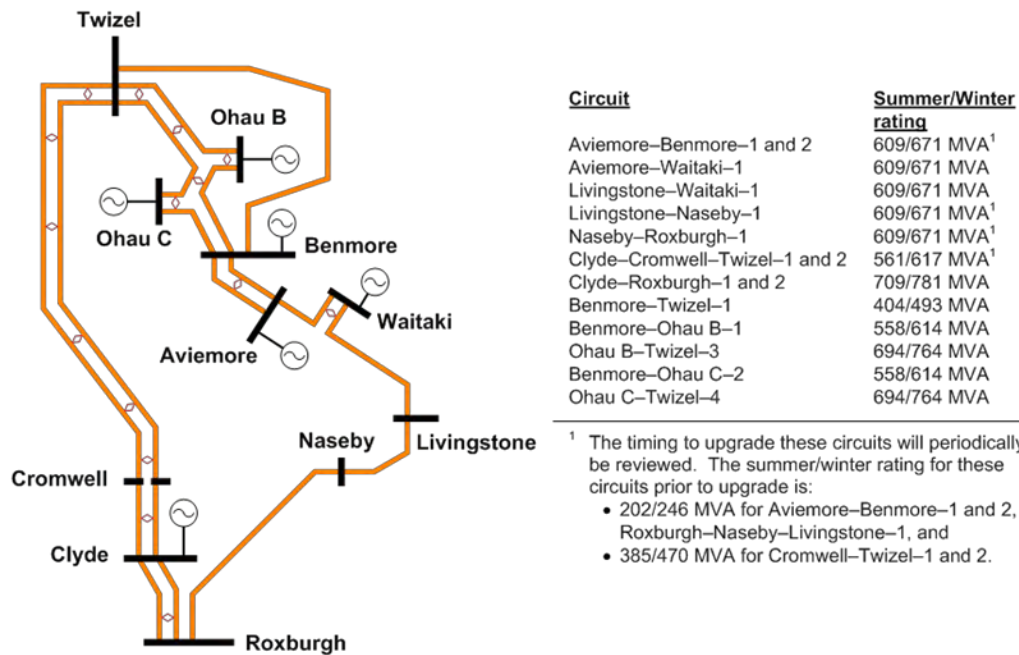 Twizel
Ohau B
Ohau C
Benmore
Waitaki
Aviemore
Naseby
Livingstone
Cromwell
Clyde
Roxburgh
Circuit Summer/Winter
rating
Aviemore–Benmore–1 and 2 609/671 MVA¹
Aviemore–Waitaki–1 609/671 MVA
Livingstone–Waitaki–1 609/671 MVA
Livingstone–Naseby–1 609/671 MVA¹
Naseby–Roxburgh–1 609/671 MVA¹
Clyde–Cromwell–Twizel–1 and 2 561/617 MVA¹
Clyde–Roxburgh–1 and 2 709/781 MVA
Benmore–Twizel–1 404/493 MVA
Benmore–Ohau B–1 558/614 MVA
Ohau B–Twizel–3 694/764 MVA
Benmore–Ohau C–2 558/614 MVA
Ohau C–Twizel–4 694/764 MVA
¹ The timing to upgrade these circuits will periodically
be reviewed. The summer/winter rating for these
circuits prior to upgrade is:
• 202/246 MVA for Aviemore–Benmore–1 and 2,
Roxburgh–Naseby–Livingstone–1, and
• 385/470 MVA for Cromwell–Twizel–1 and 2.